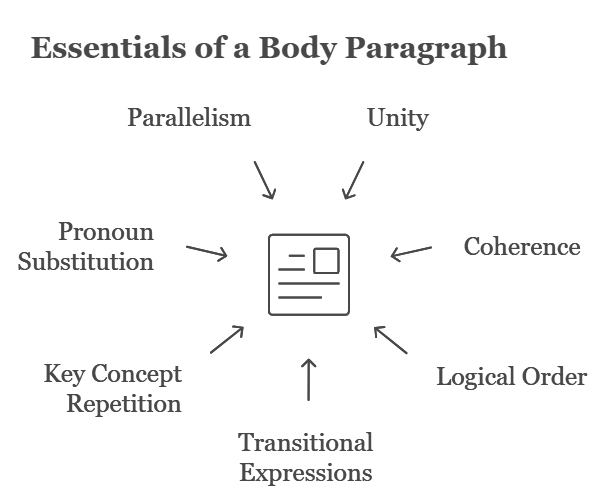 Essentials of a Body Paragraph
Parallelism
Unity
Pronoun
Substitution
Coherence
Key Concept
Repetition
Logical Order
Transitional
Expressions